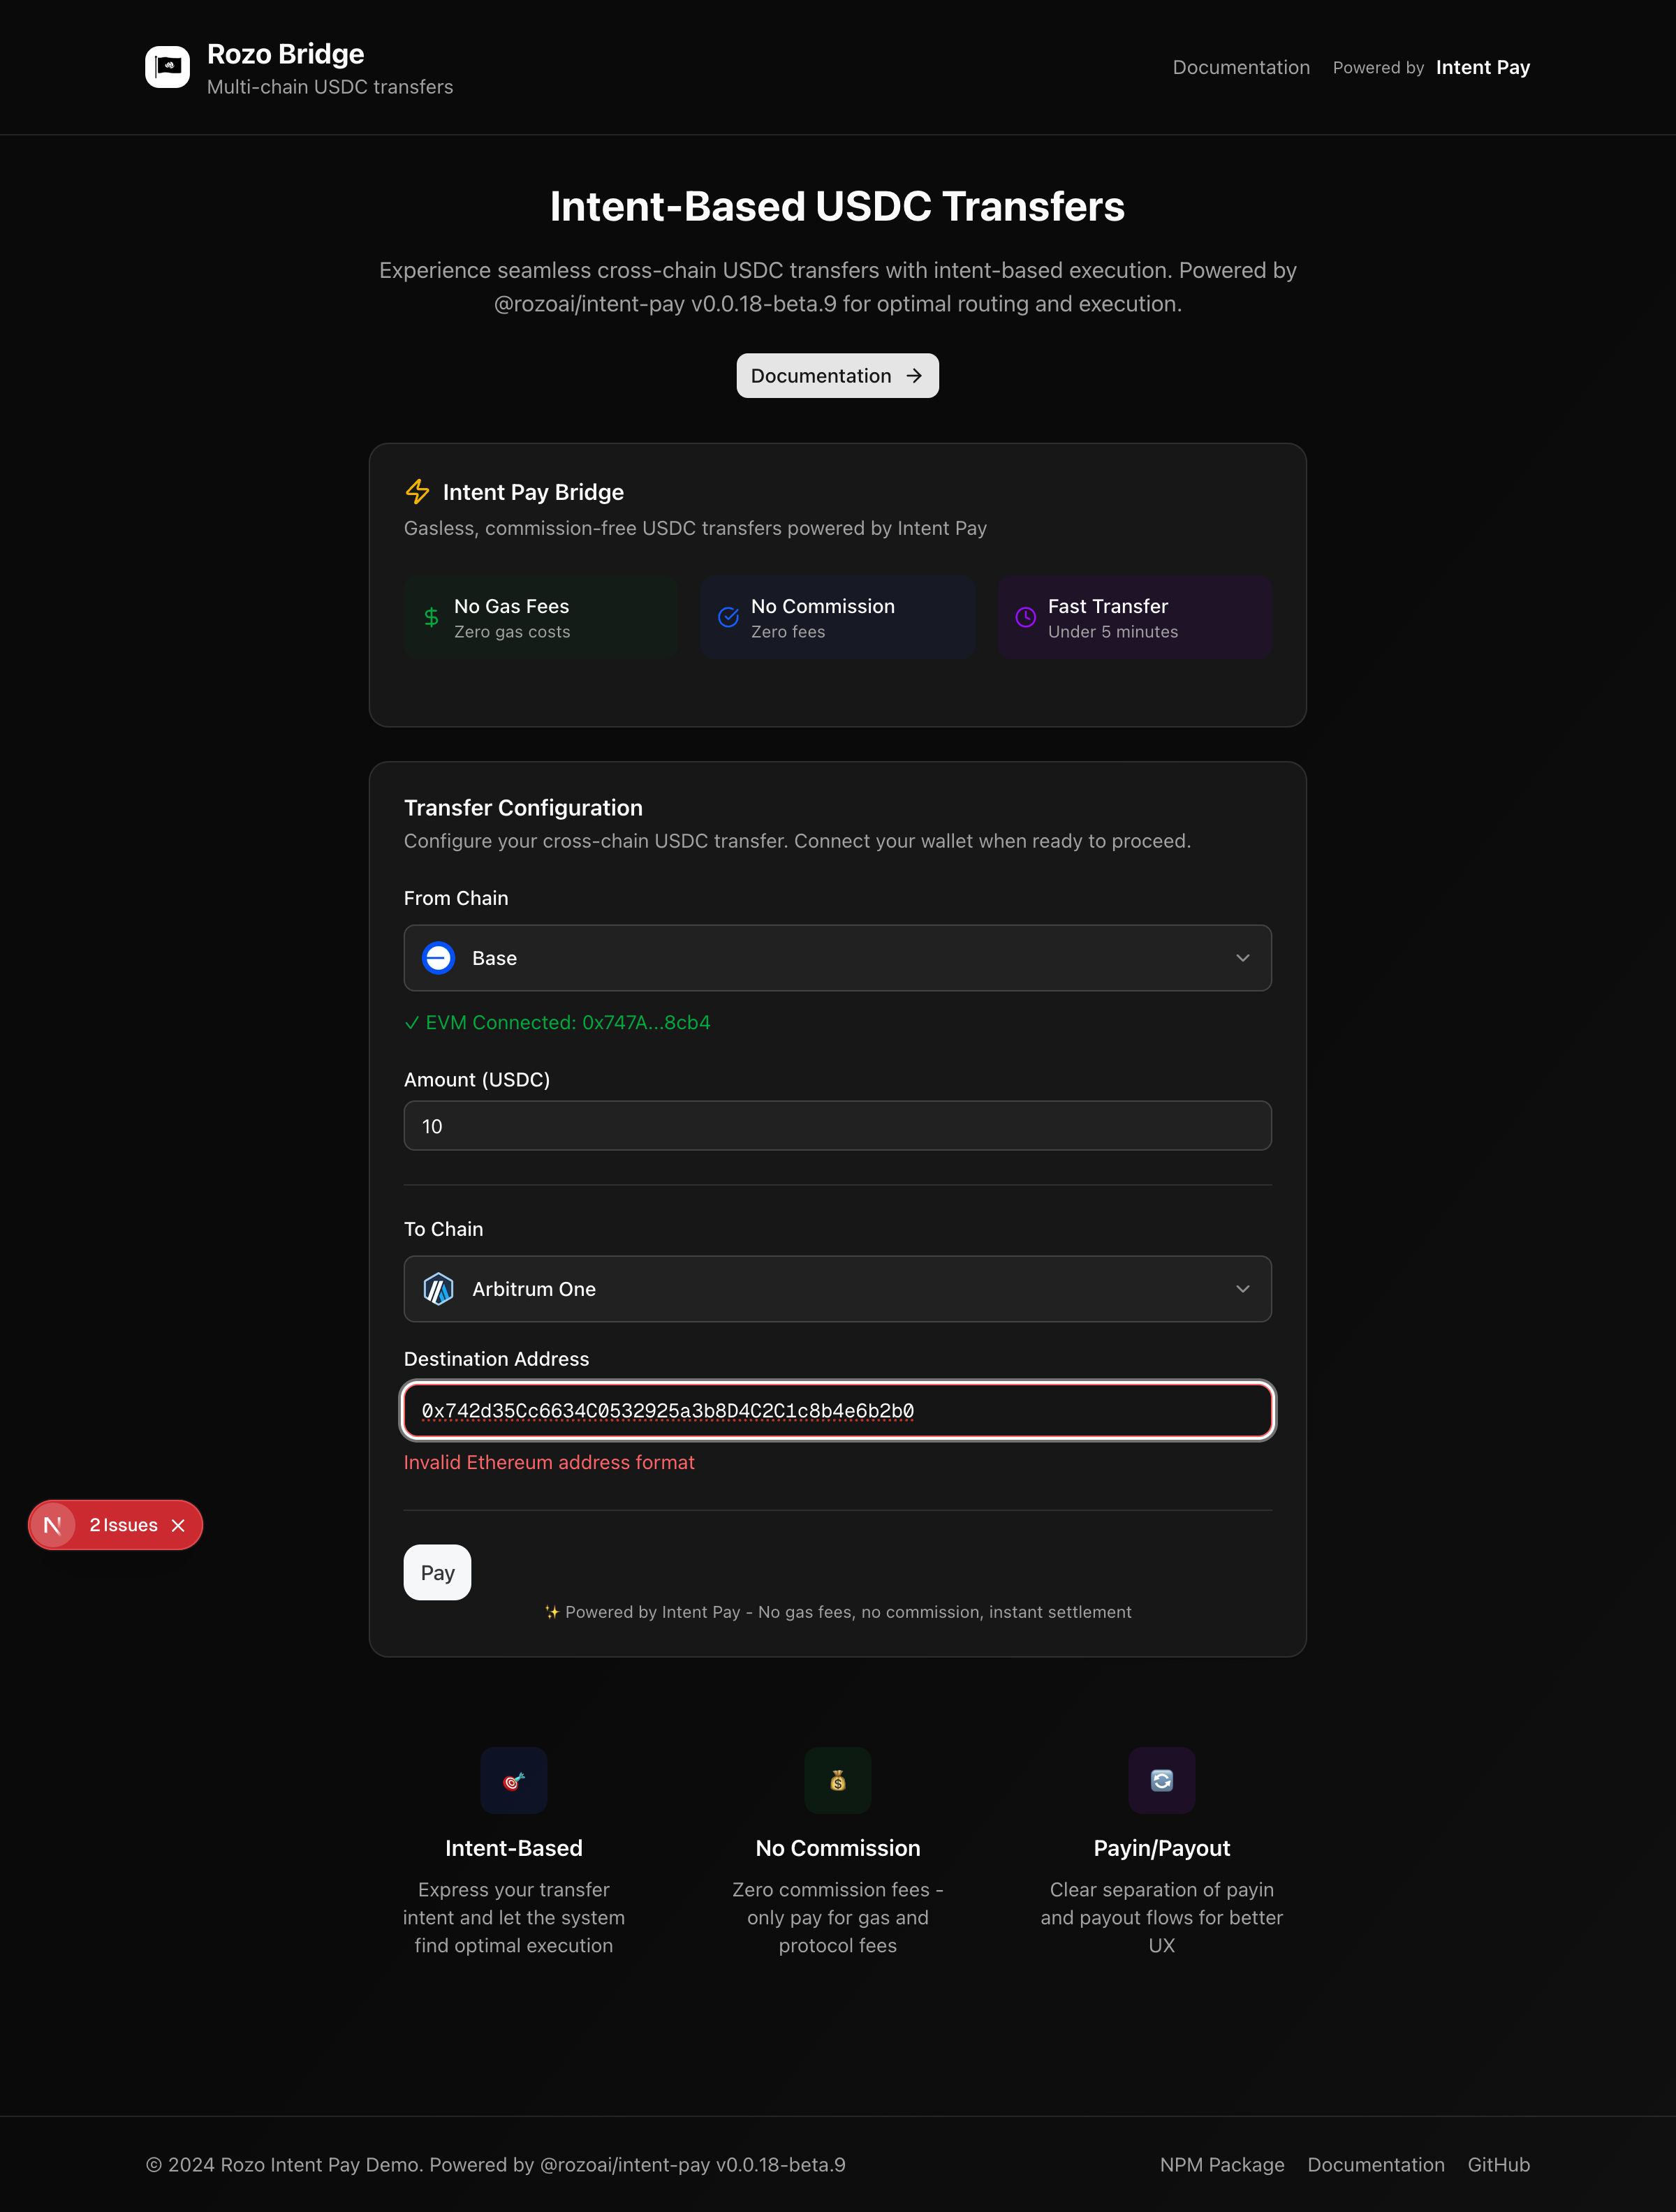 Rozo Bridge
Multi-chain USDC transfers
Documentation
Powered by Intent Pay
Intent-Based USDC Transfers
Experience seamless cross-chain USDC transfers with intent-based execution. Powered by
@rozoai/intent-pay v0.0.18-beta.9 for optimal routing and execution.
Documentation →
Intent Pay Bridge
Gasless, commission-free USDC transfers powered by Intent Pay
No Gas Fees
Zero gas costs
No Commission
Zero fees
Fast Transfer
Under 5 minutes
Transfer Configuration
Configure your cross-chain USDC transfer. Connect your wallet when ready to proceed.
From Chain
Base
✓ EVM Connected: 0x747A...8cb4
Amount (USDC)
10
To Chain
Arbitrum One
Destination Address
0x742d35Cc6634C0532925a3b8D4C2C1c8b4e6b2b0
Invalid Ethereum address format
N 2 Issues ×
Pay
✨ Powered by Intent Pay - No gas fees, no commission, instant settlement
Intent-Based
Express your transfer
intent and let the system
find optimal execution
No Commission
Zero commission fees -
only pay for gas and
protocol fees
Payin/Payout
Clear separation of payin
and payout flows for better
UX
© 2024 Rozo Intent Pay Demo. Powered by @rozoai/intent-pay v0.0.18-beta.9
NPM Package
Documentation
GitHub